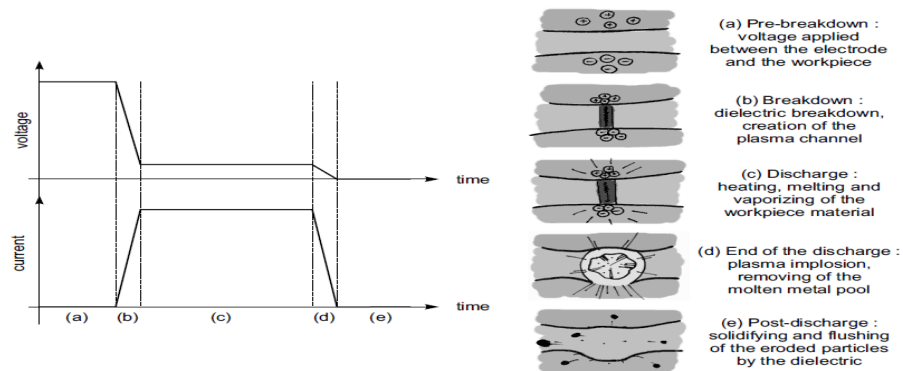 voltage
time
current
time
(a)
(b)
(c)
(d)
(e)
(a) Pre-breakdown :
voltage applied
between the electrode
and the workpiece
(b) Breakdown :
dielectric breakdown,
creation of the
plasma channel
(c) Discharge :
heating, melting and
vaporizing of the
workpiece material
(d) End of the discharge :
plasma implosion,
removing of the
molten metal pool
(e) Post-discharge :
solidifying and flushing
of the eroded particles
by the dielectric